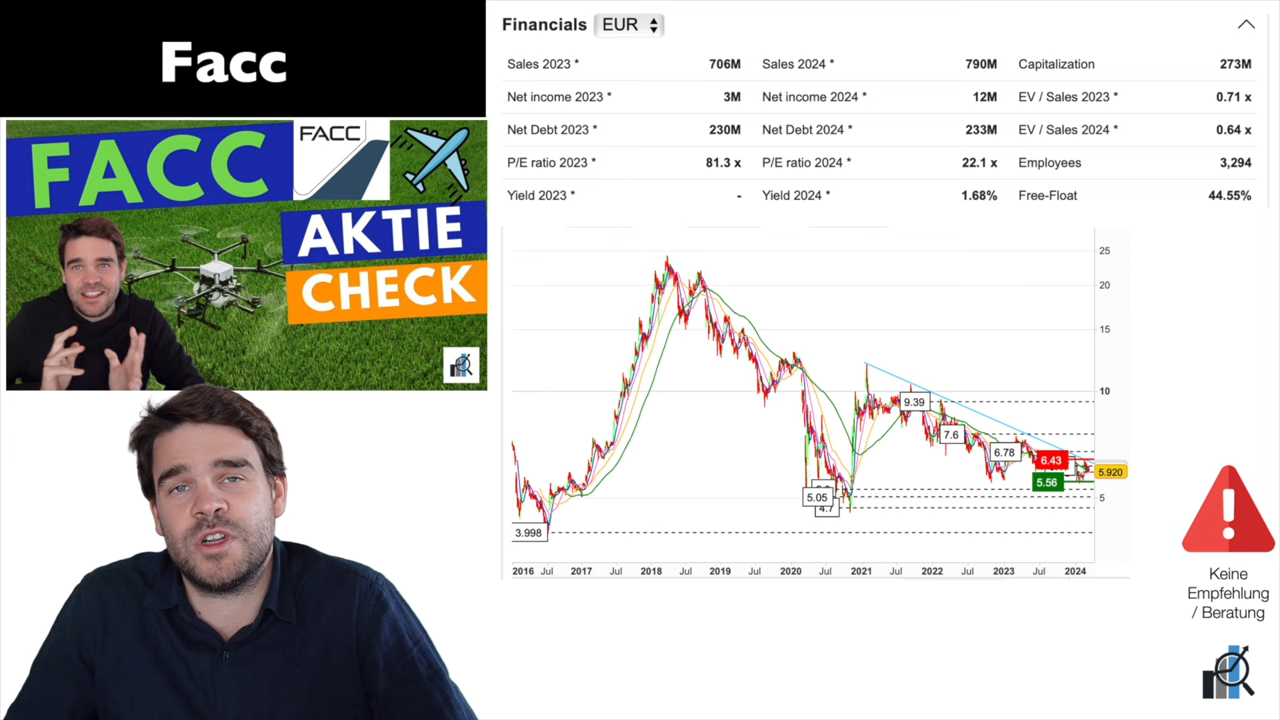 Facc
FACC
FACC
AKTIE
CHECK
Financials EUR
Sales 2023 * 706M Sales 2024 * 790M Capitalization 273M
Net income 2023 * 3M Net income 2024 * 12M EV / Sales 2023 * 0.71 x
Net Debt 2023 * 230M Net Debt 2024 * 233M EV / Sales 2024 * 0.64 x
P/E ratio 2023 * 81.3 x P/E ratio 2024 * 22.1 x Employees 3,294
Yield 2023 * - Yield 2024 * 1.68% Free-Float 44.55%
25
20
15
10
9.39
7.6
6.78
6.43
5.920
5.56
5.05
5
4.7
3.998
2016 Jul 2017 Jul 2018 Jul 2019 Jul 2020 Jul 2021 Jul 2022 Jul 2023 Jul 2024
Keine
Empfehlung
/ Beratung